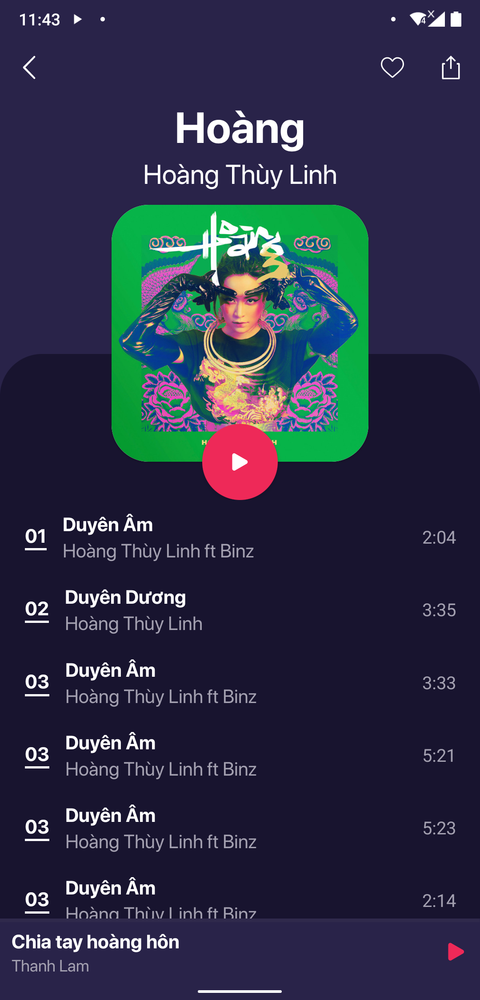 11:43
4
X
Hoàng
Hoàng Thùy Linh
Hoàng
01
Duyên Âm
Hoàng Thùy Linh ft Binz
2:04
02
Duyên Dương
Hoàng Thùy Linh
3:35
03
Duyên Âm
Hoàng Thùy Linh ft Binz
3:33
03
Duyên Âm
Hoàng Thùy Linh ft Binz
5:21
03
Duyên Âm
Hoàng Thùy Linh ft Binz
5:23
03
Duyên Âm
Hoàng Thùy Linh ft Binz
2:14
Chia tay hoàng hôn
Thanh Lam